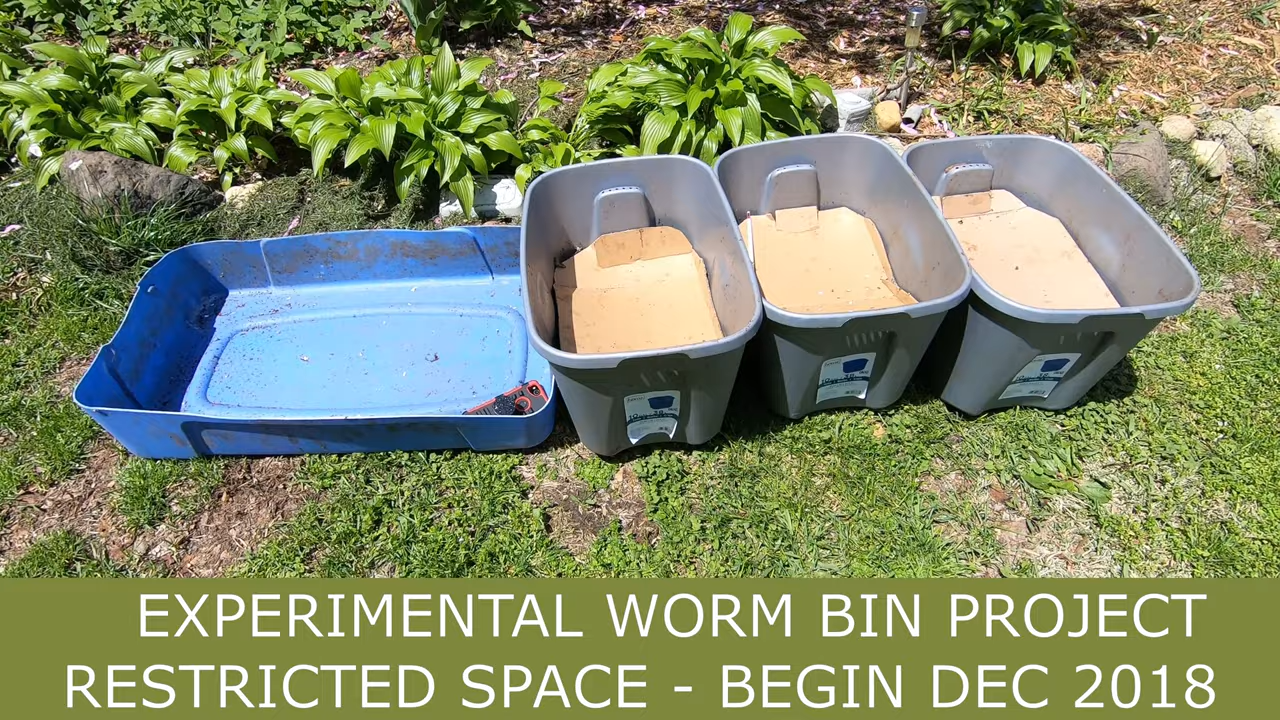 EXPERIMENTAL WORM BIN PROJECT
RESTRICTED SPACE - BEGIN DEC 2018